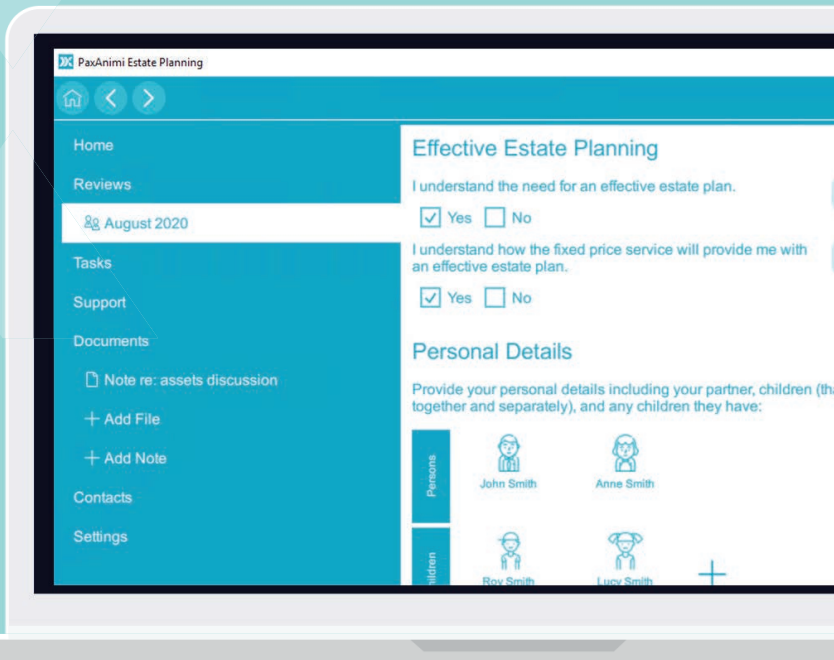 PaxAnimi Estate Planning
Home
Reviews
August 2020
Tasks
Support
Documents
Note re: assets discussion
Add File
Add Note
Contacts
Settings
Effective Estate Planning
I understand the need for an effective estate plan.
Yes No
I understand how the fixed price service will provide me with
an effective estate plan.
Yes No
Personal Details
Provide your personal details including your partner, children (tha
together and separately), and any children they have:
Persons
John Smith Anne Smith
ildren
Roy Smith Lucy Smith